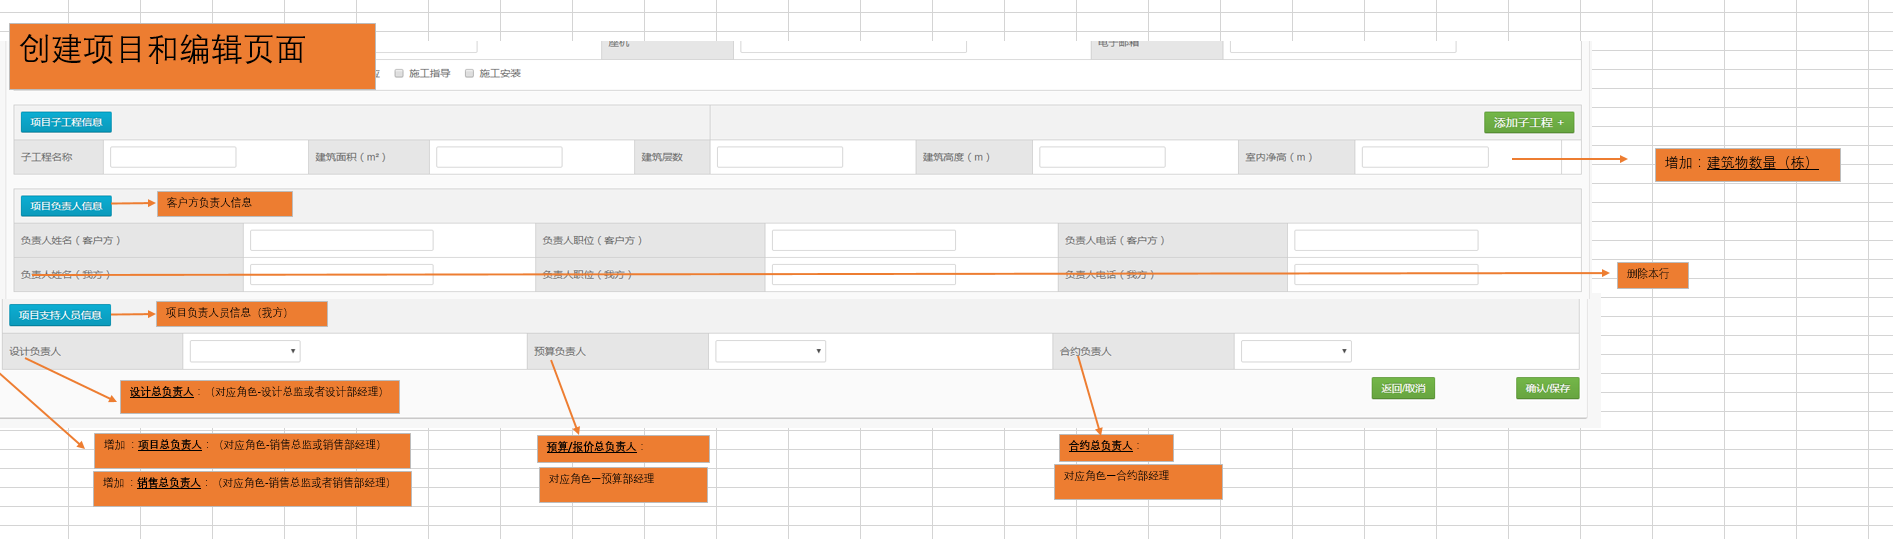 创建项目和编辑页面
座机
电子邮箱
应 施工指导 施工安装
项目子工程信息
添加子工程 +
子工程名称
建筑面积（m²）
建筑层数
建筑高度（m）
室内净高（m）
增加：建筑物数量（栋）
项目负责人信息
客户方负责人信息
负责人姓名（客户方）
负责人职位（客户方）
负责人电话（客户方）
负责人姓名（我方）
负责人职位（我方）
负责人电话（我方）
删除本行
项目支持人员信息
项目负责人员信息（我方）
设计负责人
预算负责人
合约负责人
返回/取消
确认/保存
设计总负责人：（对应角色-设计总监或者设计部经理）
增加：项目总负责人：（对应角色-销售总监或销售部经理）
增加：销售总负责人：（对应角色-销售总监或者销售部经理）
预算/报价总负责人：
对应角色—预算部经理
合约总负责人：
对应角色—合约部经理